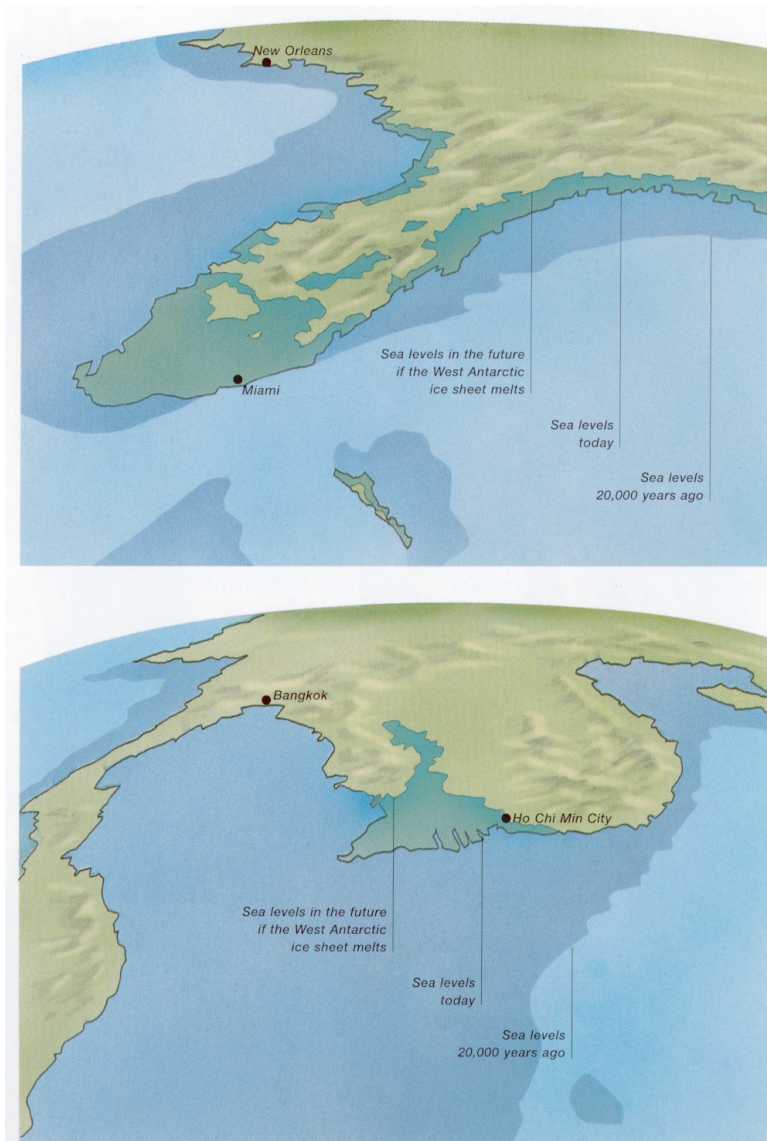 New Orleans
Miami
Sea levels in the future
if the West Antarctic
ice sheet melts
Sea levels
today
Sea levels
20,000 years ago
Bangkok
Ho Chi Min City
Sea levels in the future
if the West Antarctic
ice sheet melts
Sea levels
today
Sea levels
20,000 years ago